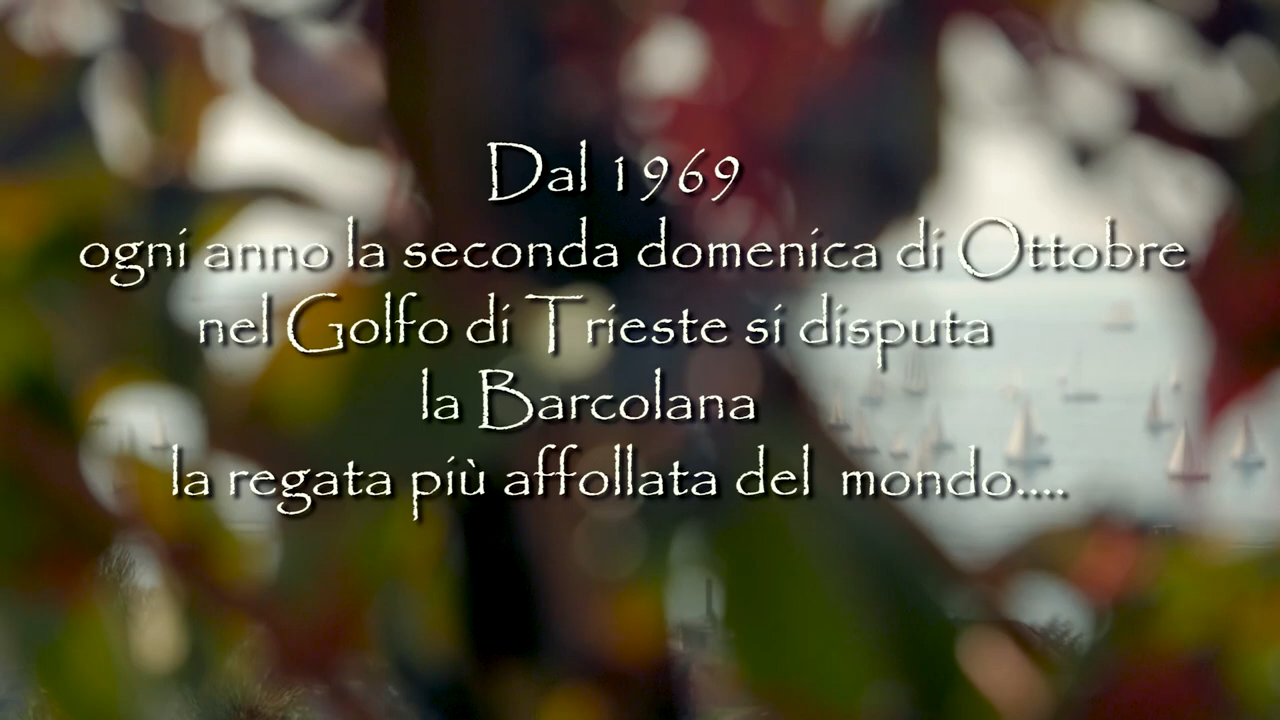 Dal 1969
ogni anno la seconda domenica di Ottobre
nel Golfo di Trieste si disputa
la Barcolana
la regata più affollata del mondo....